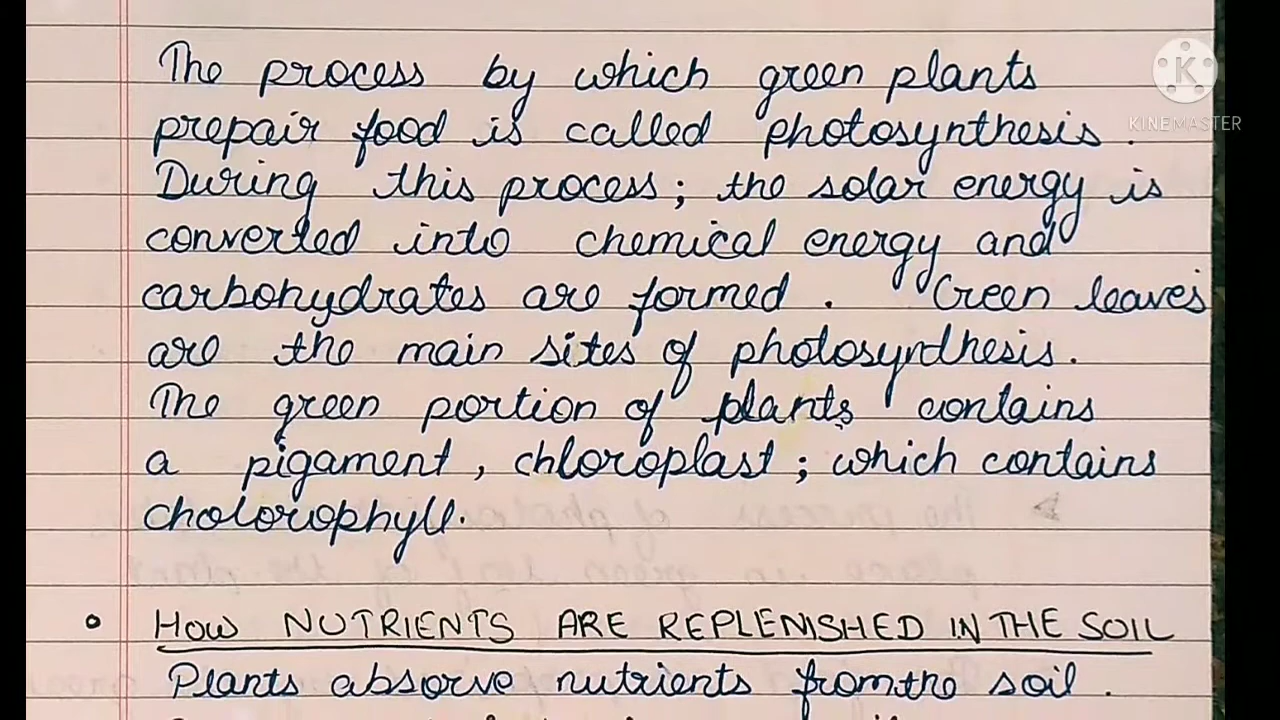 The process by which green plants
prepair food is called photosynthesis.
During this process; the solar energy is
converted into chemical energy and
carbohydrates are formed. Green leaves
are the main sites of photosynthesis.
The green portion of plants contains
a pigament, chloroplast; which contains
cholorophyll.
• HOW NUTRIENTS ARE REPLENISHED IN THE SOIL
Plants absorve nutrients from the soil.
K
KINEMASTER